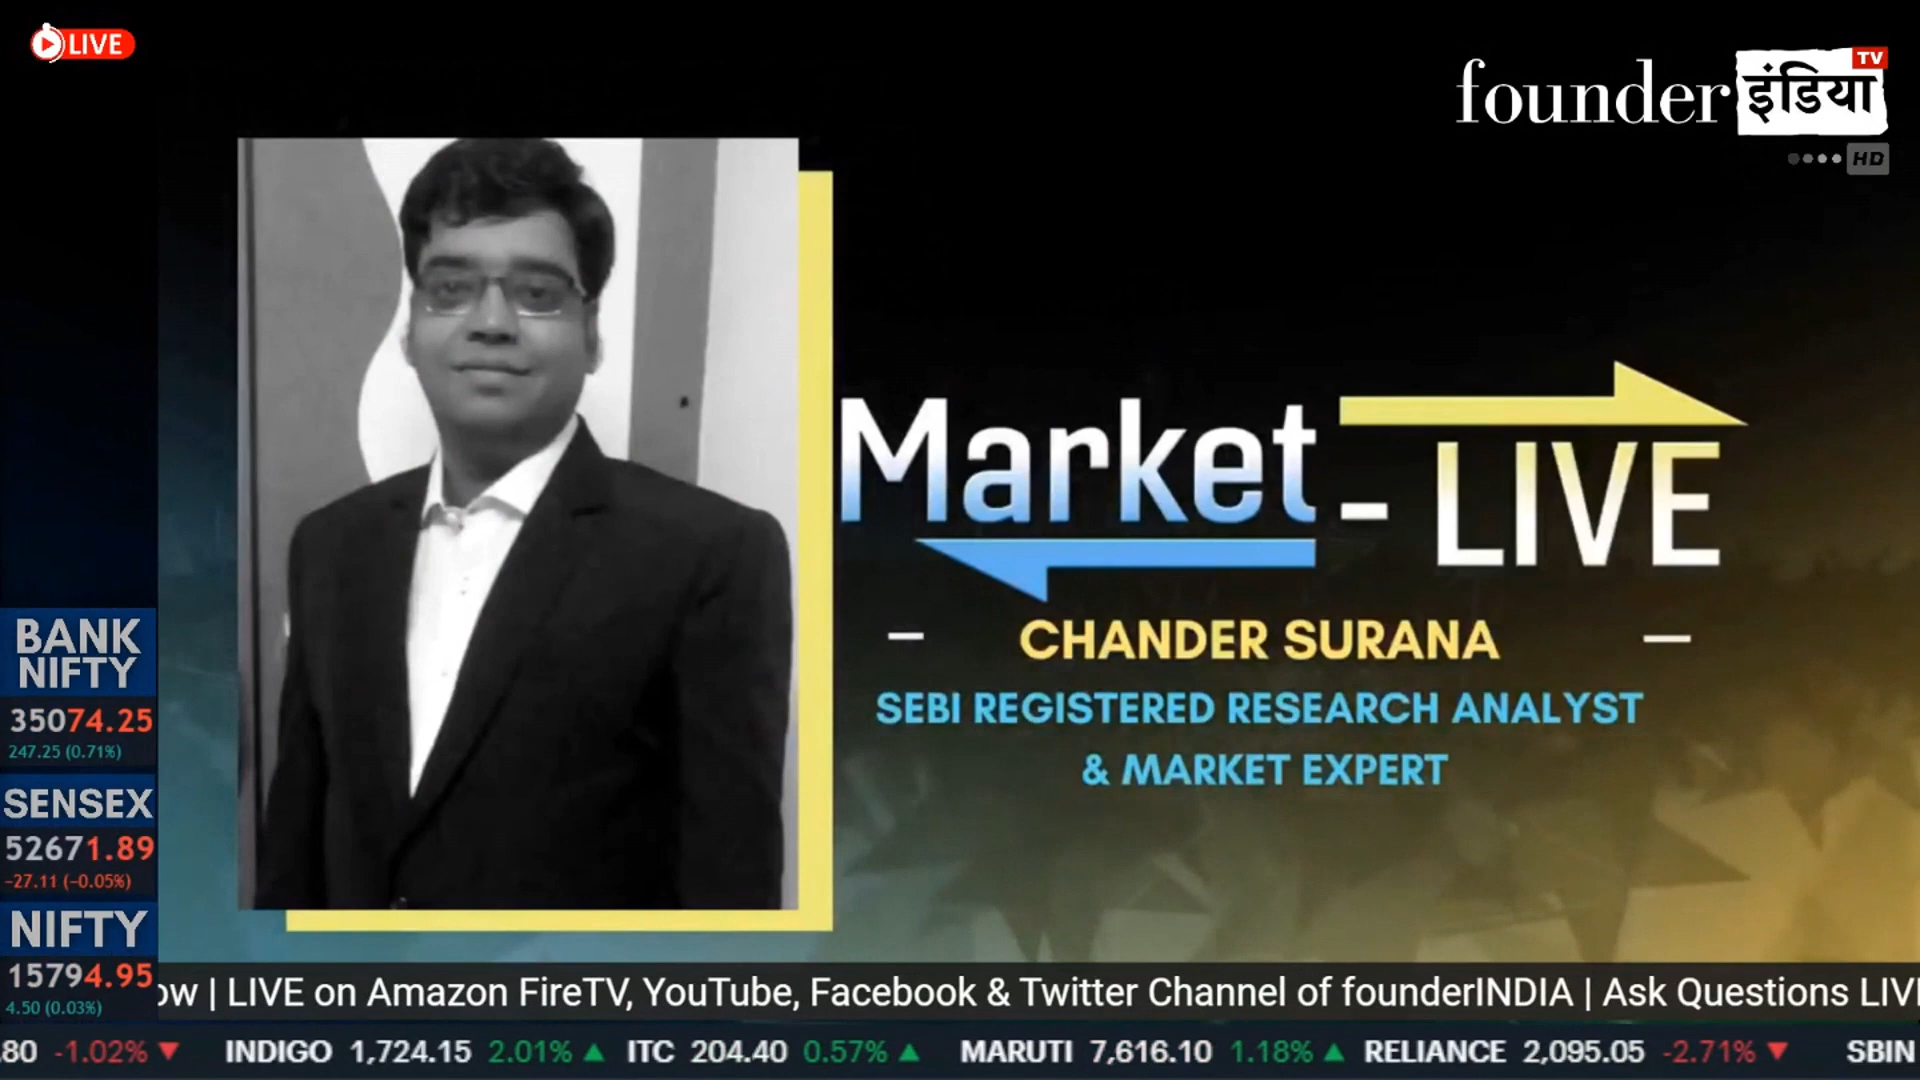 LIVE
founder इंडिया TV
HD
Market - LIVE
CHANDER SURANA
SEBI REGISTERED RESEARCH ANALYST
& MARKET EXPERT
BANK
NIFTY
35074.25
247.25 (0.71%)
SENSEX
52671.89
-27.11 (-0.05%)
NIFTY
15794.95
4.50 (0.03%)
ow | LIVE on Amazon FireTV, YouTube, Facebook & Twitter Channel of founderINDIA | Ask Questions LIV
.80 -1.02% ▼ INDIGO 1,724.15 2.01% ▲ ITC 204.40 0.57% ▲ MARUTI 7,616.10 1.18% ▲ RELIANCE 2,095.05 -2.71% ▼ SBIN